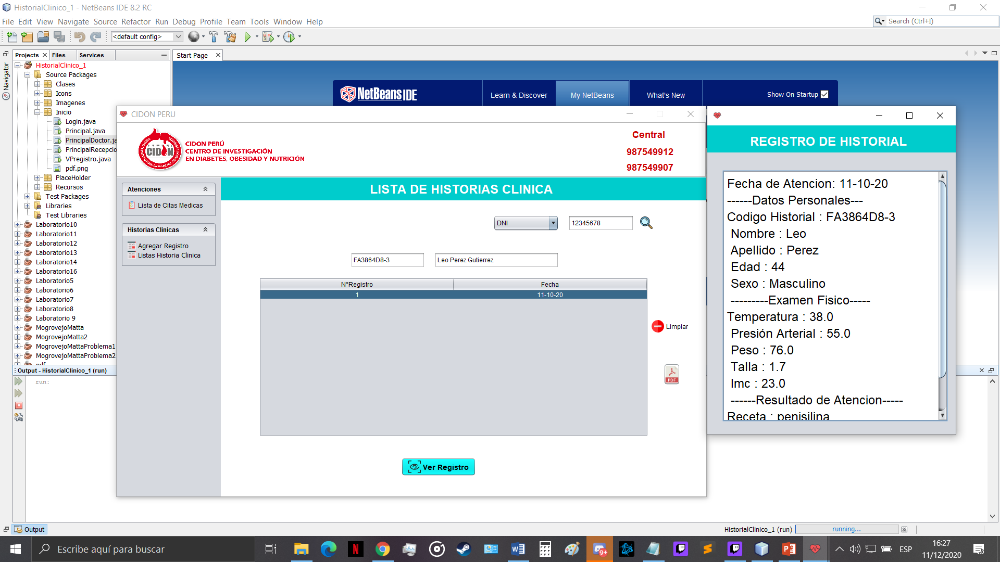 HistorialClinico_1 - NetBeans IDE 8.2 RC
File Edit View Navigate Source Refactor Run Debug Profile Team Tools Window Help
Search (Ctrl+I)
<default config>
Projects Files Services
Start Page
Navigator
HistorialClinico_1
Source Packages
Clases
Icons
Imagenes
Inicio
Login.java
Principal.java
PrincipalDoctor.ja
PrincipalRecepcio
VPregistro.java
pdf.png
PlaceHolder
Recursos
Test Packages
Libraries
Test Libraries
Laboratorio10
Laboratorio11
Laboratorio12
Laboratorio13
Laboratorio14
Laboratorio16
Laboratorio5
Laboratorio6
Laboratorio7
Laboratorio8
Laboratorio 9
MogrovejoMatta
MogrovejoMatta2
MogrovejoMattaProblema1
MogrovejoMattaProblema2
pdf
NetBeans IDE
Learn & Discover
My NetBeans
What's New
Show On Startup
CIDON PERU
CIDON
CIDON PERÚ
CENTRO DE INVESTIGACIÓN
EN DIABETES, OBESIDAD Y NUTRICIÓN
Central
987549912
987549907
Atenciones
Lista de Citas Medicas
Historias Clinicas
Agregar Registro
Listas Historia Clinica
LISTA DE HISTORIAS CLINICA
DNI
12345678
FA3864D8-3
Leo Perez Gutierrez
N°Registro Fecha
1 11-10-20
Limpiar
PDF
Ver Registro
REGISTRO DE HISTORIAL
Fecha de Atencion: 11-10-20
------Datos Personales---
Codigo Historial : FA3864D8-3
Nombre : Leo
Apellido : Perez
Edad : 44
Sexo : Masculino
---------Examen Fisico-----
Temperatura : 38.0
Presión Arterial : 55.0
Peso : 76.0
Talla : 1.7
Imc : 23.0
------Resultado de Atencion-----
Receta : penisilina
Output - HistorialClinico_1 (run)
run:
Output
HistorialClinico_1 (run)
running...
Escribe aquí para buscar
9+
ESP
16:27
11/12/2020